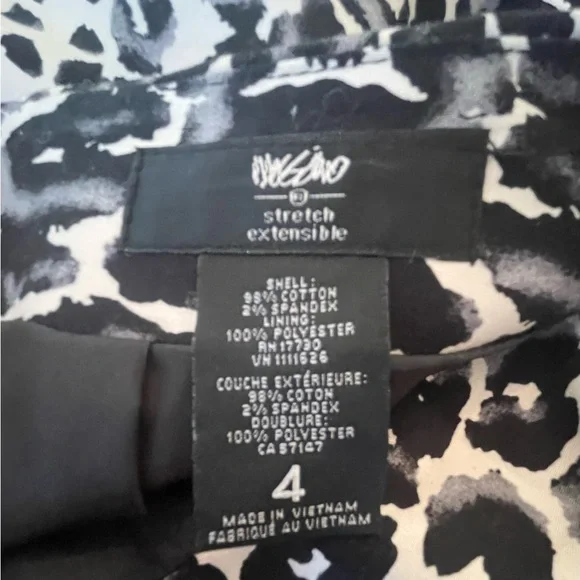 mossimo
stretch
extensible
SHELL:
98% COTTON
2% SPANDEX
LINING:
100% POLYESTER
RN 17730
VN 1111626
COUCHE EXTÉRIEURE:
98% COTON
2% SPANDEX
DOUBLURE:
100% POLYESTER
CA 57147
4
MADE IN VIETNAM
FABRIQUÉ AU VIETNAM